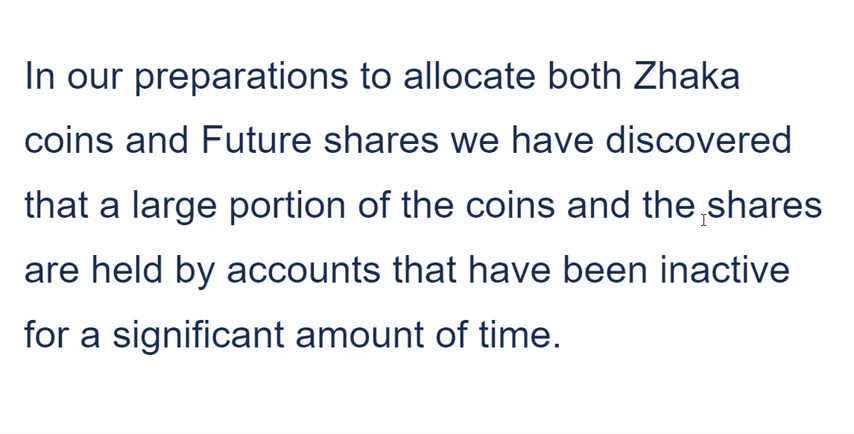 In our preparations to allocate both Zhaka
coins and Future shares we have discovered
that a large portion of the coins and the shares
are held by accounts that have been inactive
for a significant amount of time.